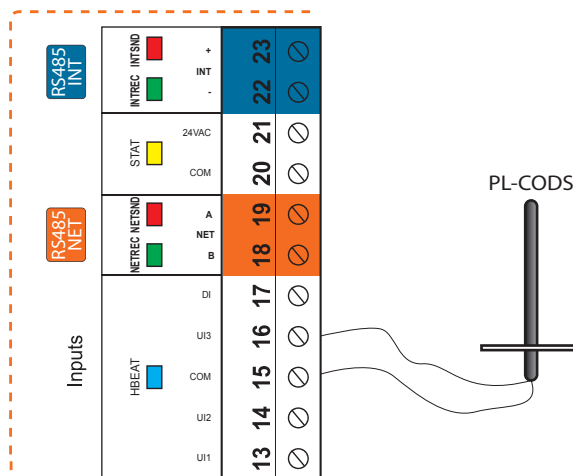 RS485
INT
INTREC INTSND
+
INT
-
23
22
STAT
24VAC
COM
21
20
RS485
NET
NETREC NETSND
A
NET
B
19
18
PL-CODS
Inputs
HBEAT
DI
17
UI3
16
COM
15
UI2
14
UI1
13